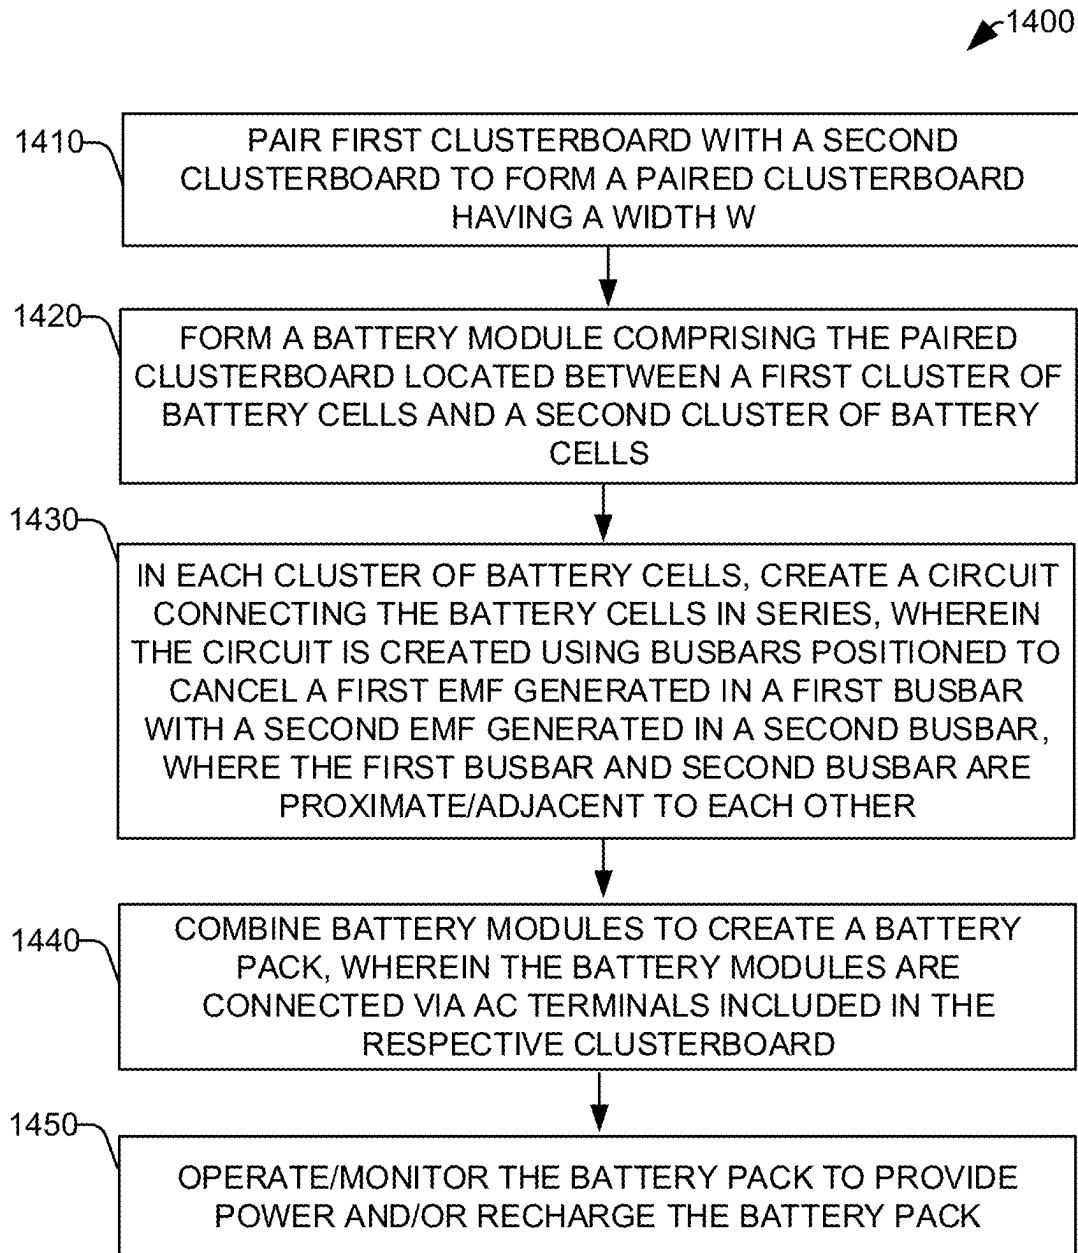 1400
1410
PAIR FIRST CLUSTERBOARD WITH A SECOND
CLUSTERBOARD TO FORM A PAIRED CLUSTERBOARD
HAVING A WIDTH W
1420
FORM A BATTERY MODULE COMPRISING THE PAIRED
CLUSTERBOARD LOCATED BETWEEN A FIRST CLUSTER OF
BATTERY CELLS AND A SECOND CLUSTER OF BATTERY
CELLS
1430
IN EACH CLUSTER OF BATTERY CELLS, CREATE A CIRCUIT
CONNECTING THE BATTERY CELLS IN SERIES, WHEREIN
THE CIRCUIT IS CREATED USING BUSBARS POSITIONED TO
CANCEL A FIRST EMF GENERATED IN A FIRST BUSBAR
WITH A SECOND EMF GENERATED IN A SECOND BUSBAR,
WHERE THE FIRST BUSBAR AND SECOND BUSBAR ARE
PROXIMATE/ADJACENT TO EACH OTHER
1440
COMBINE BATTERY MODULES TO CREATE A BATTERY
PACK, WHEREIN THE BATTERY MODULES ARE
CONNECTED VIA AC TERMINALS INCLUDED IN THE
RESPECTIVE CLUSTERBOARD
1450
OPERATE/MONITOR THE BATTERY PACK TO PROVIDE
POWER AND/OR RECHARGE THE BATTERY PACK